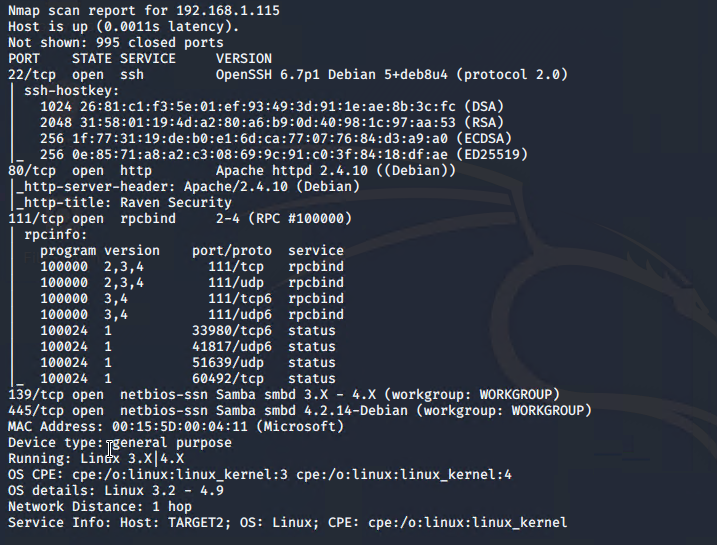 Nmap scan report for 192.168.1.115
Host is up (0.0011s latency).
Not shown: 995 closed ports
PORT    STATE SERVICE     VERSION
22/tcp  open  ssh         OpenSSH 6.7p1 Debian 5+deb8u4 (protocol 2.0)
| ssh-hostkey:
|   1024 26:81:c1:f3:5e:01:ef:93:49:3d:91:1e:ae:8b:3c:fc (DSA)
|   2048 31:58:01:19:4d:a2:80:a6:b9:0d:40:98:1c:97:aa:53 (RSA)
|   256 1f:77:31:19:de:b0:e1:6d:ca:77:07:76:84:d3:a9:a0 (ECDSA)
|_  256 0e:85:71:a8:a2:c3:08:69:9c:91:c0:3f:84:18:df:ae (ED25519)
80/tcp  open  http        Apache httpd 2.4.10 ((Debian))
|_http-server-header: Apache/2.4.10 (Debian)
|_http-title: Raven Security
111/tcp open  rpcbind     2-4 (RPC #100000)
| rpcinfo:
|   program version    port/proto  service
|   100000  2,3,4        111/tcp   rpcbind
|   100000  2,3,4        111/udp   rpcbind
|   100000  3,4          111/tcp6  rpcbind
|   100000  3,4          111/udp6  rpcbind
|   100024  1          33980/tcp6  status
|   100024  1          41817/udp6  status
|   100024  1          51639/udp   status
|_  100024  1          60492/tcp   status
139/tcp open  netbios-ssn Samba smbd 3.X - 4.X (workgroup: WORKGROUP)
445/tcp open  netbios-ssn Samba smbd 4.2.14-Debian (workgroup: WORKGROUP)
MAC Address: 00:15:5D:00:04:11 (Microsoft)
Device type: general purpose
Running: Linux 3.X|4.X
OS CPE: cpe:/o:linux:linux_kernel:3 cpe:/o:linux:linux_kernel:4
OS details: Linux 3.2 - 4.9
Network Distance: 1 hop
Service Info: Host: TARGET2; OS: Linux; CPE: cpe:/o:linux:linux_kernel